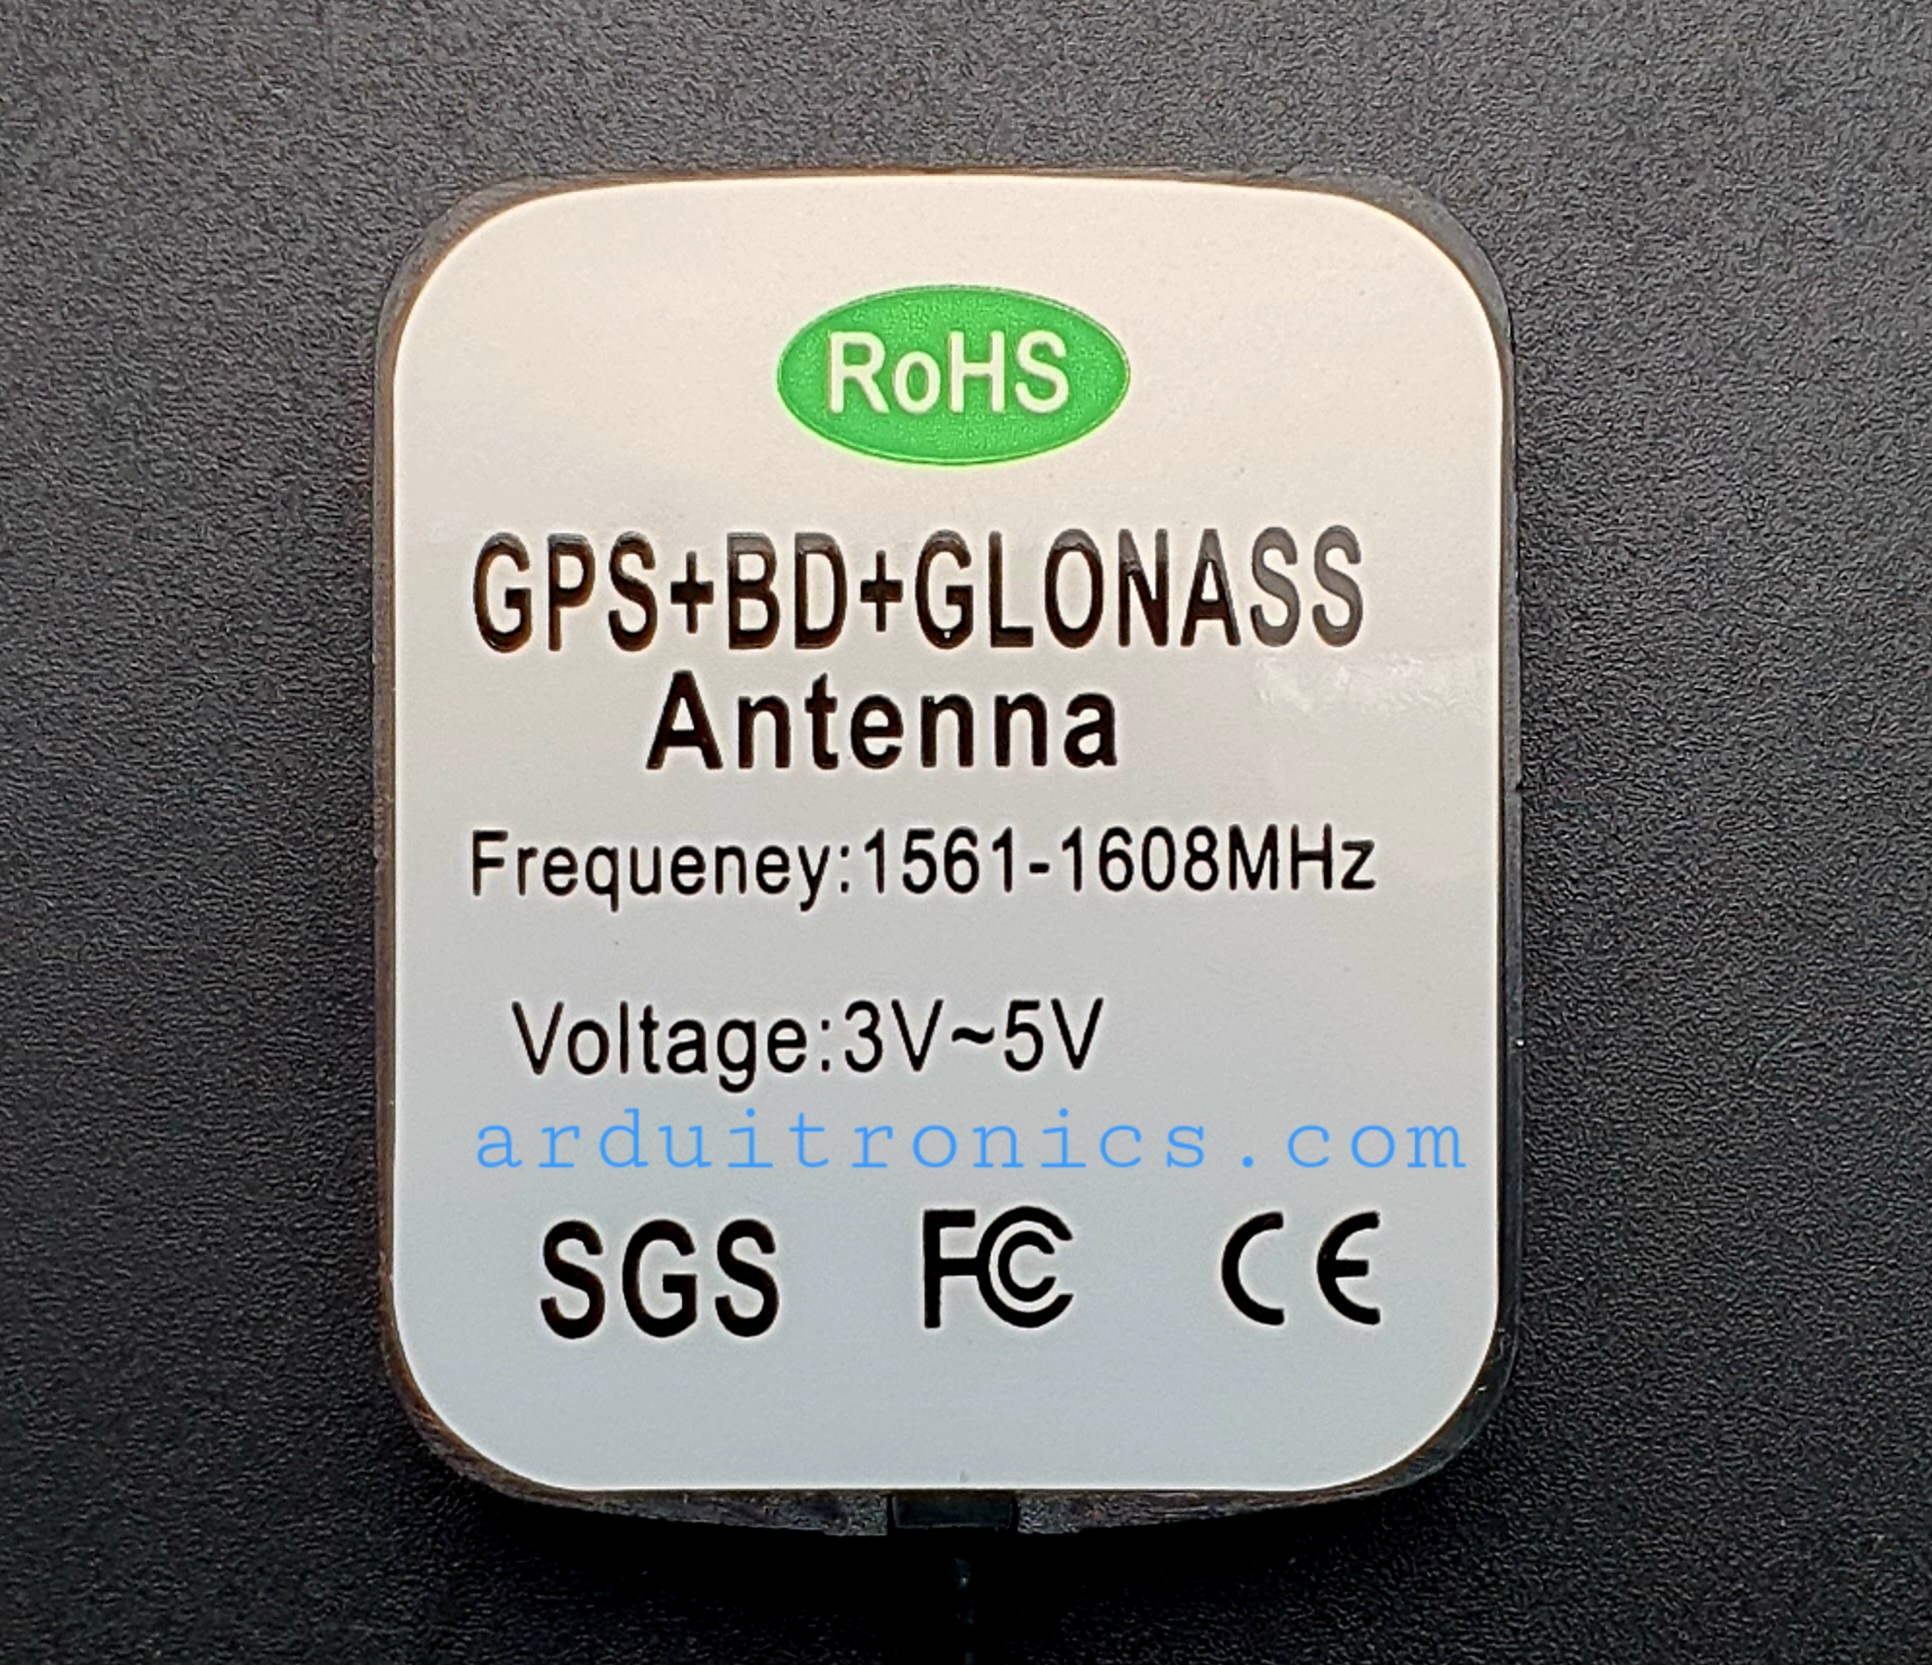 RoHS
GPS+BD+GLONASS
Antenna
Frequeney:1561-1608MHz
Voltage:3V~5V
arduitronics.com
SGS FC CE